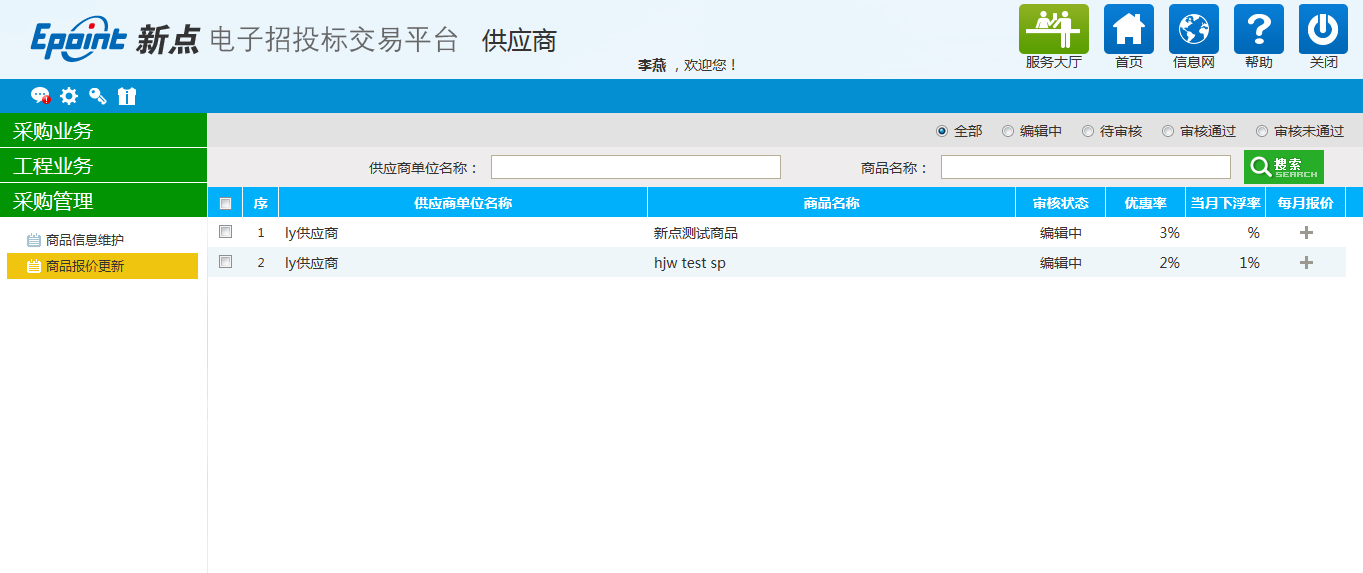 Epoint 新点 电子招投标交易平台 供应商
李燕 ，欢迎您！
服务大厅 首页 信息网 帮助 关闭
采购业务
工程业务
采购管理
商品信息维护
商品报价更新
全部 编辑中 待审核 审核通过 审核未通过
供应商单位名称： 商品名称： 搜索 SEARCH
序 供应商单位名称 商品名称 审核状态 优惠率 当月下浮率 每月报价
1 ly供应商 新点测试商品 编辑中 3% %
2 ly供应商 hjw test sp 编辑中 2% 1%